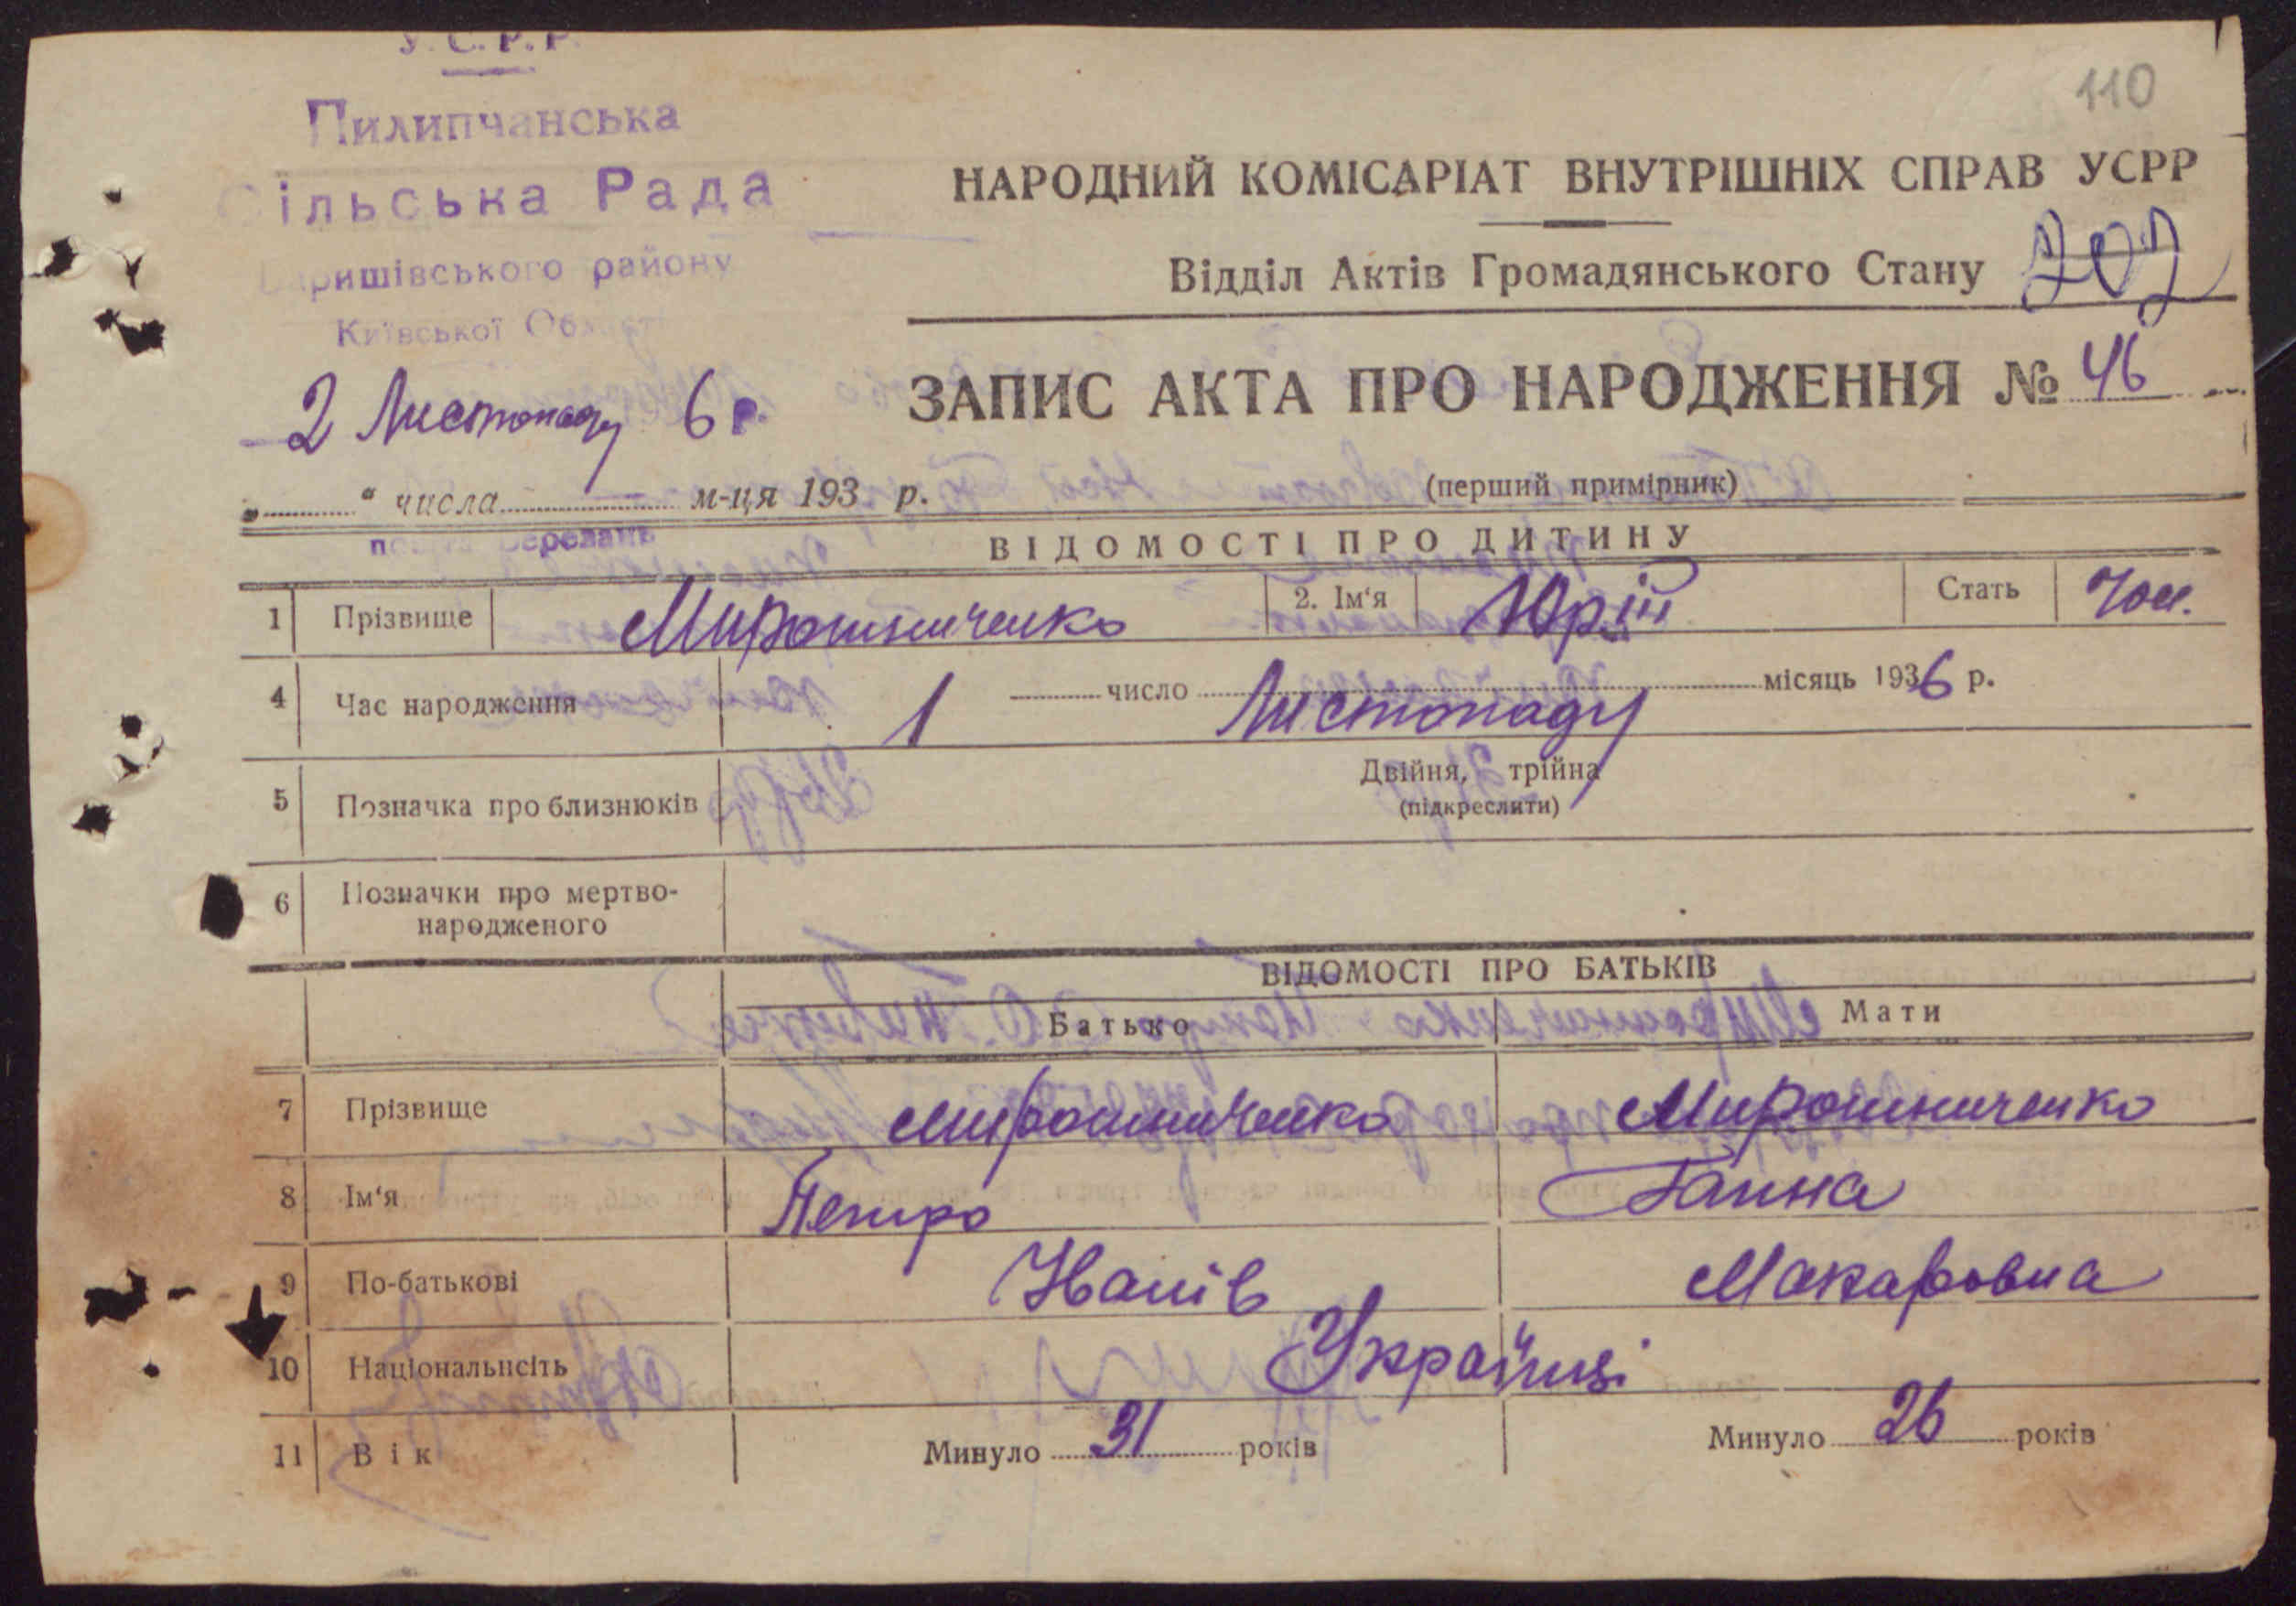 У.С.Р.Р.
110
Пилипчанська
Сільська Рада
Баришівського району
Київської Області
НАРОДНИЙ КОМІСАРІАТ ВНУТРІШНІХ СПРАВ УСРР
Відділ Актів Громадянського Стану
2 Листопаду 6 р.
ЗАПИС АКТА ПРО НАРОДЖЕННЯ № 46
„ “ числа м-ця 193 р.
(перший примірник)
ВІДОМОСТІ ПРО ДИТИНУ
1 Прізвище Мирошниченко 2. Ім‘я Юрій Стать Чол.
4 Час народження 1 число Листопаду місяць 1936 р.
5 Позначка про близнюків Двійня, трійна
(підкреслити)
6 Позначки про мертво-
народженого
ВІДОМОСТІ ПРО БАТЬКІВ
Батько Мати
7 Прізвище Мирошниченко Мирошниченко
8 Ім‘я Петро Ганна
9 По-батькові Іванів Макаровна
10 Національнсіть Українці
11 Вік Минуло 31 років Минуло 26 років